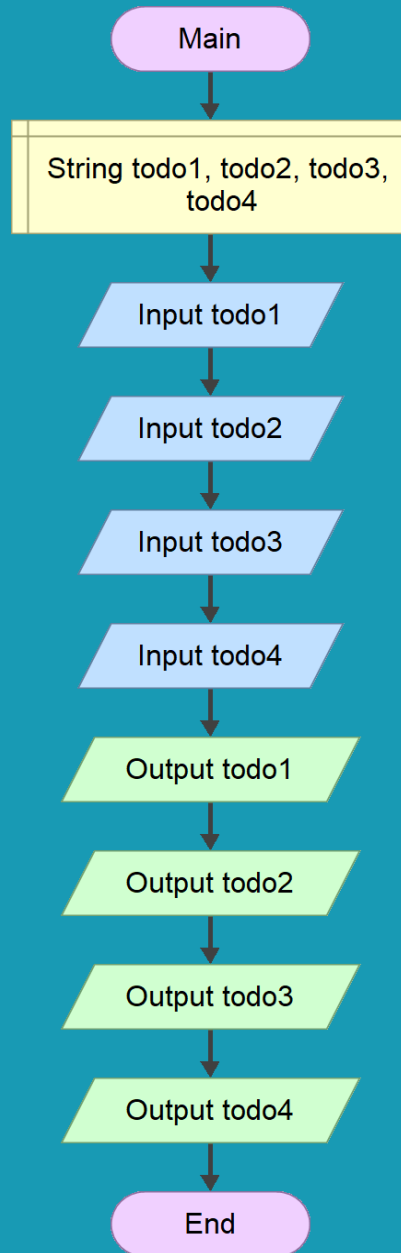 Main
String todo1, todo2, todo3,
todo4
Input todo1
Input todo2
Input todo3
Input todo4
Output todo1
Output todo2
Output todo3
Output todo4
End